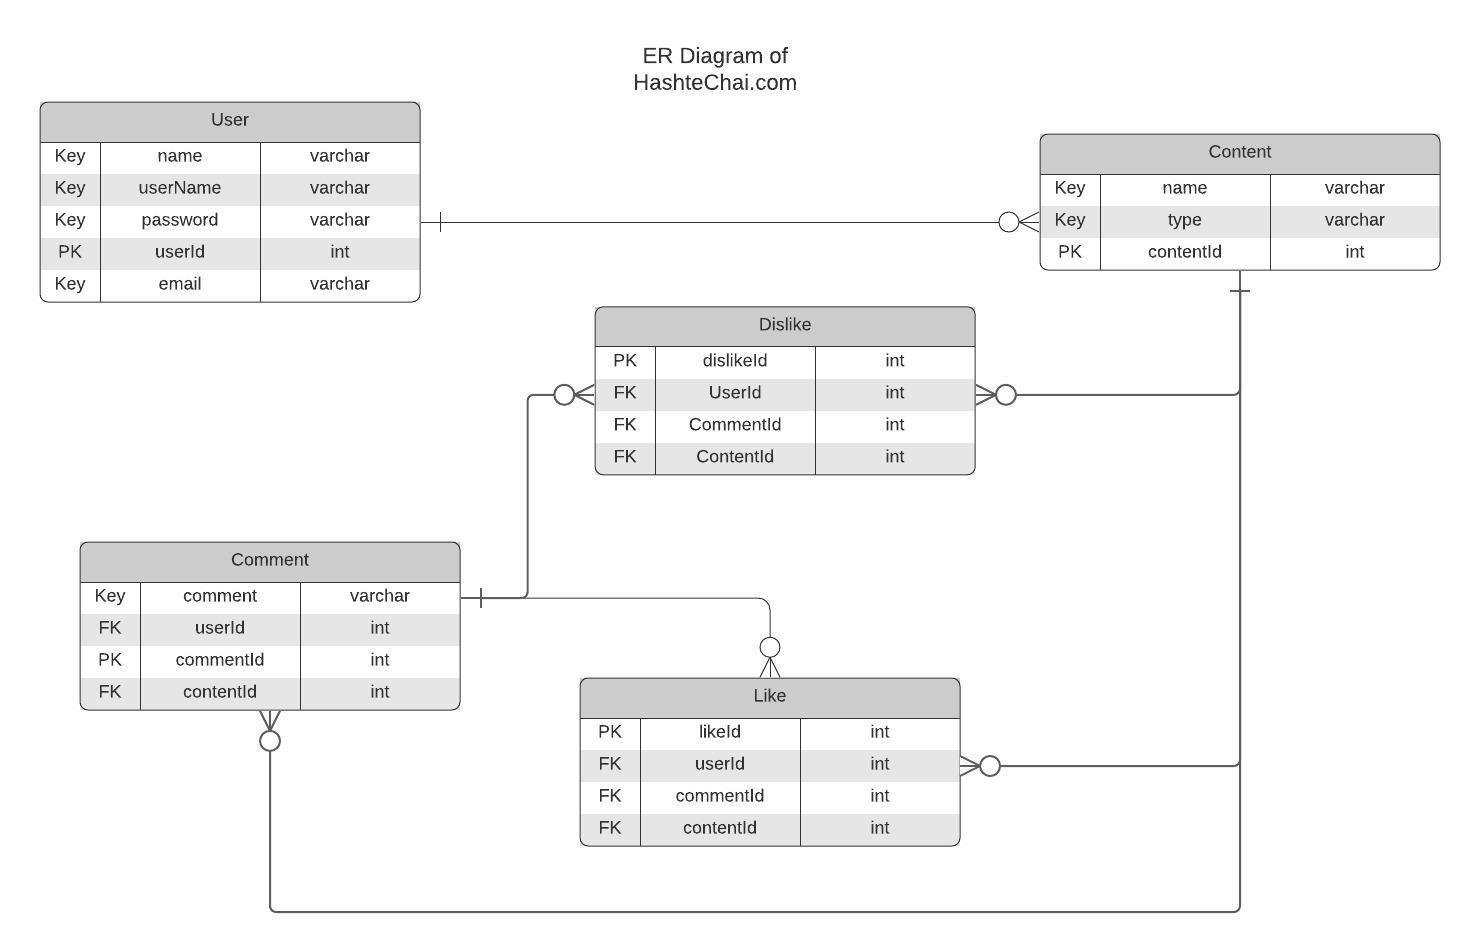 ER Diagram of
HashteChai.com
User
Key name varchar
Key userName varchar
Key password varchar
PK userId int
Key email varchar
Content
Key name varchar
Key type varchar
PK contentId int
Dislike
PK dislikeId int
FK UserId int
FK CommentId int
FK ContentId int
Comment
Key comment varchar
FK userId int
PK commentId int
FK contentId int
Like
PK likeId int
FK userId int
FK commentId int
FK contentId int